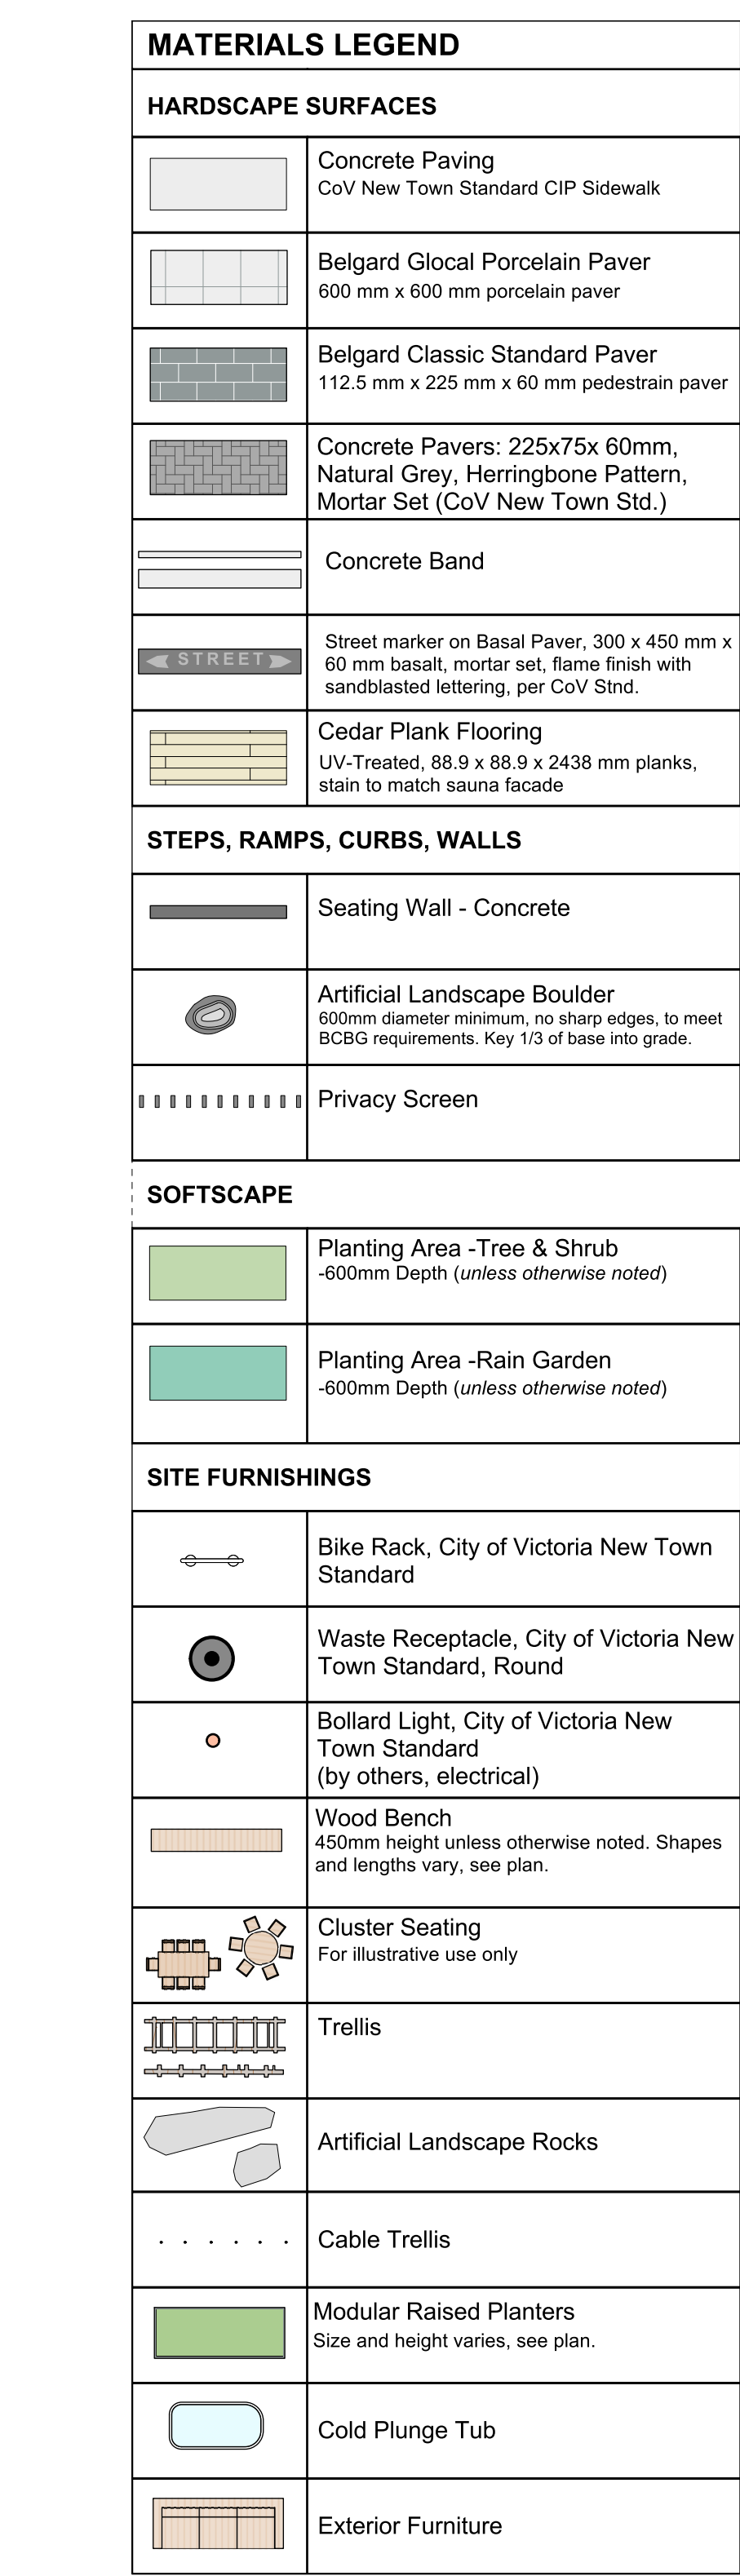 MATERIALS LEGEND
HARDSCAPE SURFACES
Concrete Paving
CoV New Town Standard CIP Sidewalk
Belgard Glocal Porcelain Paver
600 mm x 600 mm porcelain paver
Belgard Classic Standard Paver
112.5 mm x 225 mm x 60 mm pedestrain paver
Concrete Pavers: 225x75x 60mm,
Natural Grey, Herringbone Pattern,
Mortar Set (CoV New Town Std.)
Concrete Band
STREET
Street marker on Basal Paver, 300 x 450 mm x
60 mm basalt, mortar set, flame finish with
sandblasted lettering, per CoV Stnd.
Cedar Plank Flooring
UV-Treated, 88.9 x 88.9 x 2438 mm planks,
stain to match sauna facade
STEPS, RAMPS, CURBS, WALLS
Seating Wall - Concrete
Artificial Landscape Boulder
600mm diameter minimum, no sharp edges, to meet
BCBG requirements. Key 1/3 of base into grade.
Privacy Screen
SOFTSCAPE
Planting Area -Tree & Shrub
-600mm Depth (unless otherwise noted)
Planting Area -Rain Garden
-600mm Depth (unless otherwise noted)
SITE FURNISHINGS
Bike Rack, City of Victoria New Town
Standard
Waste Receptacle, City of Victoria New
Town Standard, Round
Bollard Light, City of Victoria New
Town Standard
(by others, electrical)
Wood Bench
450mm height unless otherwise noted. Shapes
and lengths vary, see plan.
Cluster Seating
For illustrative use only
Trellis
Artificial Landscape Rocks
Cable Trellis
Modular Raised Planters
Size and height varies, see plan.
Cold Plunge Tub
Exterior Furniture